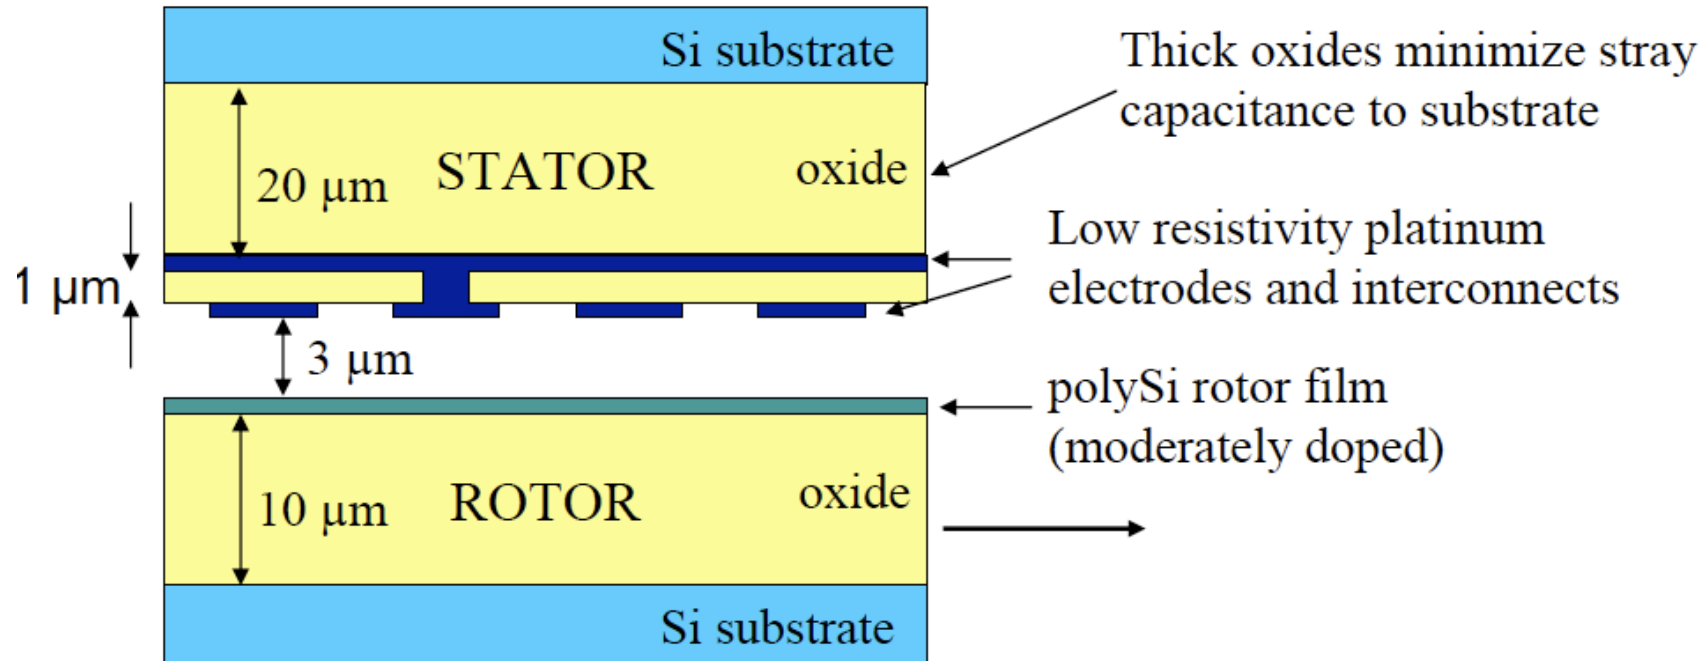 Si substrate
Thick oxides minimize stray
capacitance to substrate
20 µm
STATOR
oxide
Low resistivity platinum
electrodes and interconnects
1 µm
3 µm
polySi rotor film
(moderately doped)
10 µm
ROTOR
oxide
Si substrate